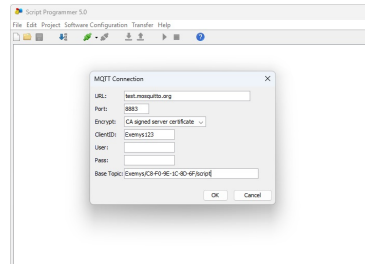 Script Programmer 5.0
File Edit Project Software Configuration Transfer Help
MQTT Connection
URL: test.mosquitto.org
Port: 8883
Encrypt: CA signed server certificate
ClientID: Exemys123
User:
Pass:
Base Topic: Exemys/C8-F0-9E-1C-8D-6F/script
OK Cancel